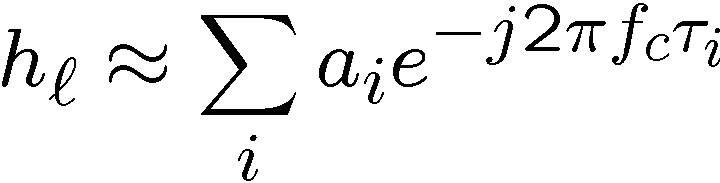 h_ℓ ≈ ∑_i a_i e^{−j2πf_cτ_i}